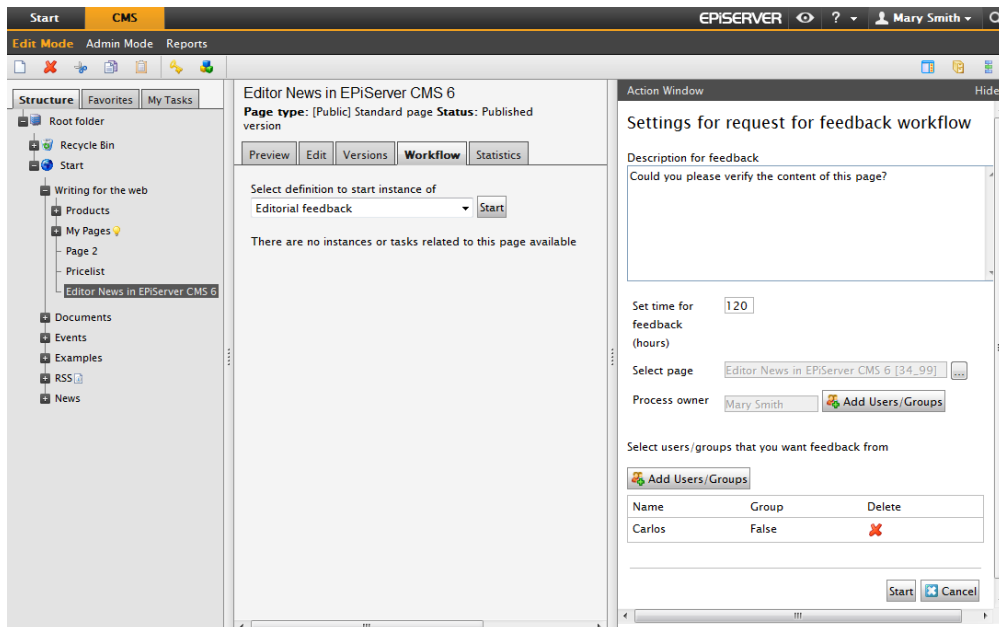 Start CMS EPiSERVER ? Mary Smith
Edit Mode Admin Mode Reports
Structure Favorites My Tasks
Root folder
Recycle Bin
Start
Writing for the web
Products
My Pages
Page 2
Pricelist
Editor News in EPiServer CMS 6
Documents
Events
Examples
RSS
News
Editor News in EPiServer CMS 6
Page type: [Public] Standard page Status: Published
version
Preview Edit Versions Workflow Statistics
Select definition to start instance of
Editorial feedback Start
There are no instances or tasks related to this page available
Action Window Hide
Settings for request for feedback workflow
Description for feedback
Could you please verify the content of this page?
Set time for 120
feedback
(hours)
Select page Editor News in EPiServer CMS 6 [34_99] ...
Process owner Mary Smith Add Users/Groups
Select users/groups that you want feedback from
Add Users/Groups
Name Group Delete
Carlos False
Start Cancel